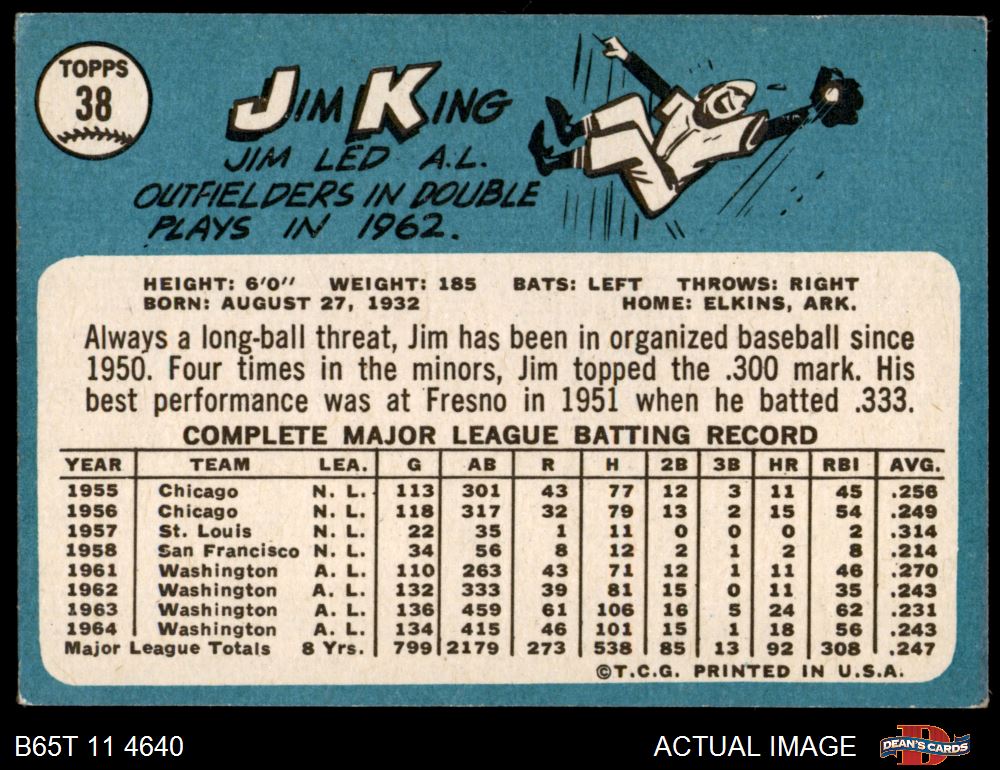 TOPPS
38
JIM KING
JIM LED A.L.
OUTFIELDERS IN DOUBLE
PLAYS IN 1962.
HEIGHT: 6'0" WEIGHT: 185 BATS: LEFT THROWS: RIGHT
BORN: AUGUST 27, 1932 HOME: ELKINS, ARK.
Always a long-ball threat, Jim has been in organized baseball since
1950. Four times in the minors, Jim topped the .300 mark. His
best performance was at Fresno in 1951 when he batted .333.
COMPLETE MAJOR LEAGUE BATTING RECORD
YEAR TEAM LEA. G AB R H 2B 3B HR RBI AVG.
1955 Chicago N. L. 113 301 43 77 12 3 11 45 .256
1956 Chicago N. L. 118 317 32 79 13 2 15 54 .249
1957 St. Louis N. L. 22 35 1 11 0 0 0 2 .314
1958 San Francisco N. L. 34 56 8 12 2 1 2 8 .214
1961 Washington A. L. 110 263 43 71 12 1 11 46 .270
1962 Washington A. L. 132 333 39 81 15 0 11 35 .243
1963 Washington A. L. 136 459 61 106 16 5 24 62 .231
1964 Washington A. L. 134 415 46 101 15 1 18 56 .243
Major League Totals 8 Yrs. 799 2179 273 538 85 13 92 308 .247
©T.C.G. PRINTED IN U.S.A.
B65T 11 4640 ACTUAL IMAGE D DEAN'S CARDS